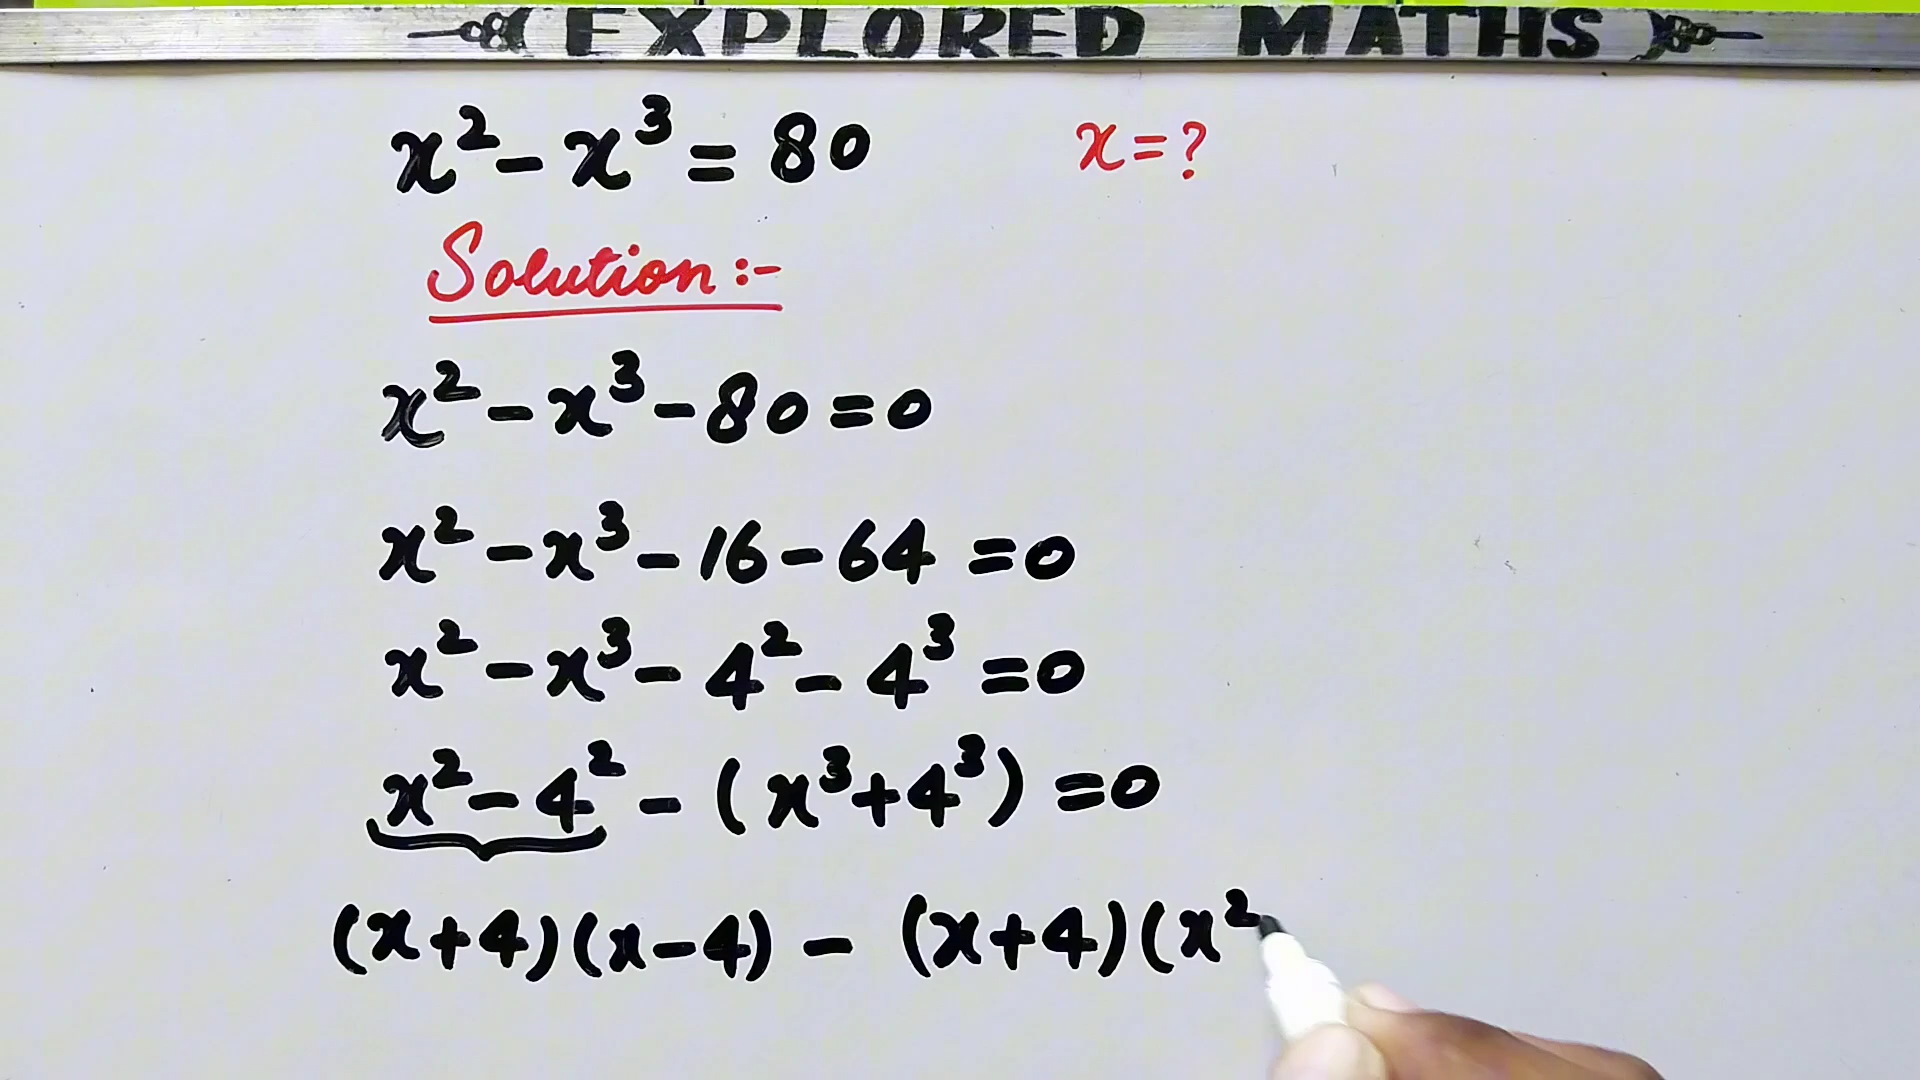 EXPLORED MATHS
x² - x³ = 80 x = ?
Solution :-
x² - x³ - 80 = 0
x² - x³ - 16 - 64 = 0
x² - x³ - 4² - 4³ = 0
x² - 4² - (x³ + 4³) = 0
(x+4)(x-4) - (x+4)(x²